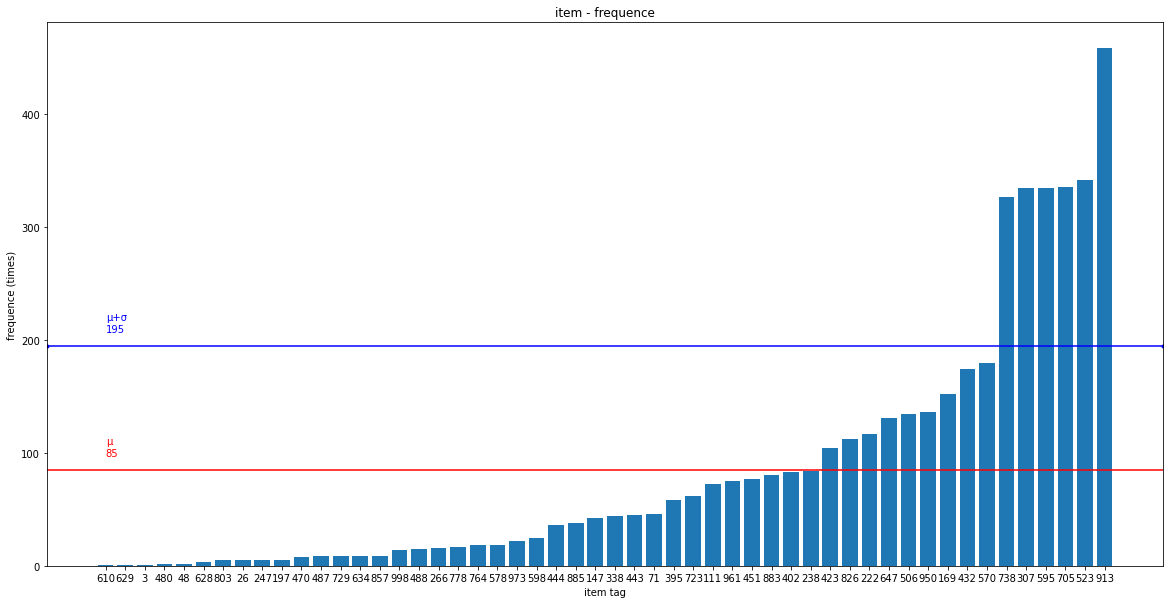 item - frequence
frequence (times)
400
300
200
100
0
μ+σ
195
μ
85
610 629 3 480 48 628 803 26 247 197 470 487 729 634 857 998 488 266 778 764 578 973 598 444 885 147 338 443 71 395 723 111 961 451 883 402 238 423 826 222 647 506 950 169 432 570 738 307 595 705 523 913
item tag